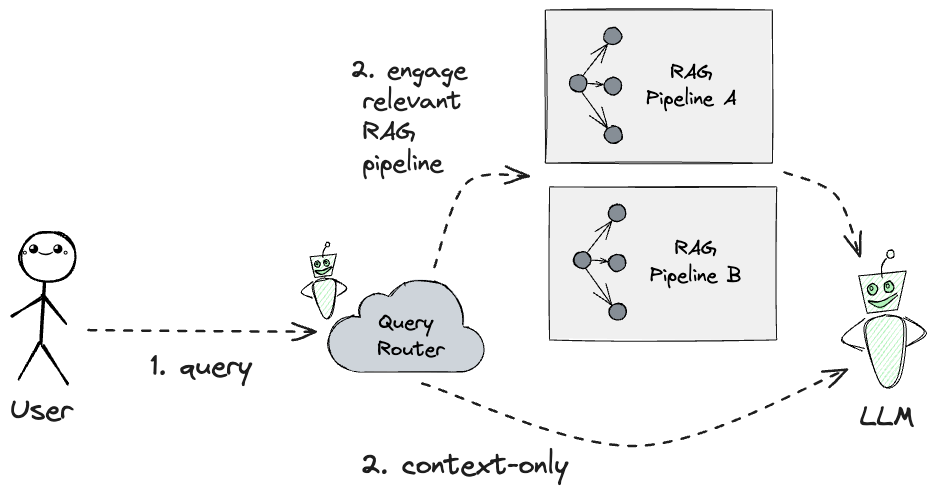 2. engage
relevant
RAG
pipeline
RAG
Pipeline A
RAG
Pipeline B
Query
Router
1. query
User
LLM
2. context-only